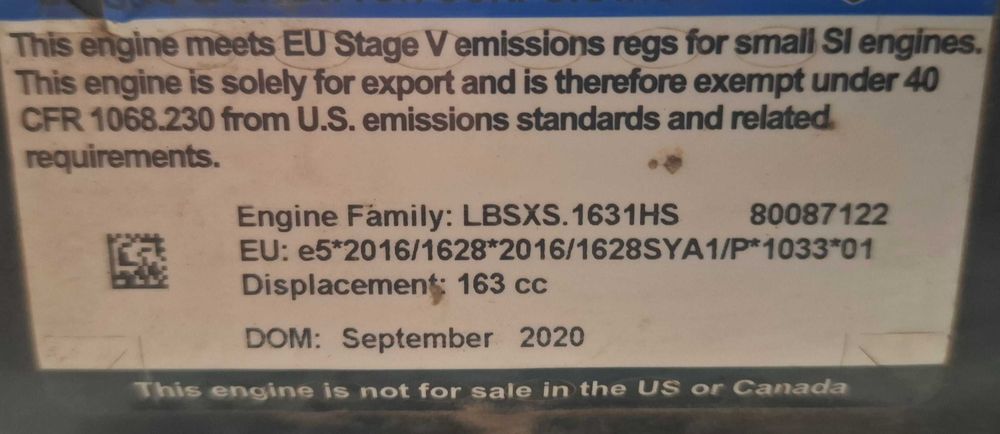 This engine meets EU Stage V emissions regs for small SI engines.
This engine is solely for export and is therefore exempt under 40
CFR 1068.230 from U.S. emissions standards and related
requirements.
Engine Family: LBSXS.1631HS 80087122
EU: e5*2016/1628*2016/1628SYA1/P*1033*01
Displacement: 163 cc
DOM: September 2020
This engine is not for sale in the US or Canada